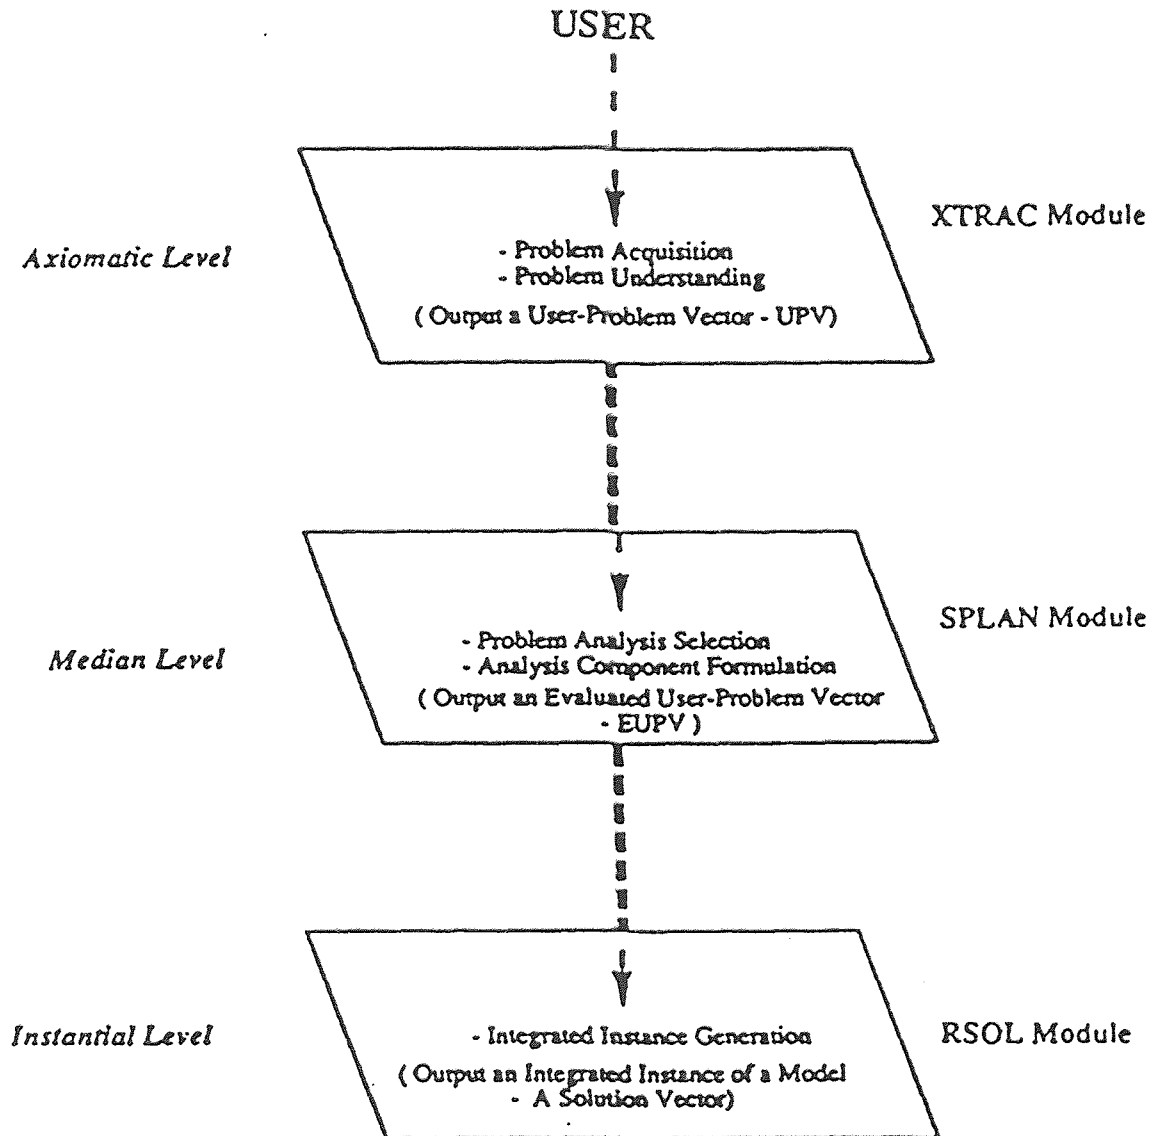 USER
XTRAC Module
Axiomatic Level
- Problem Acquisition
- Problem Understanding
( Output a User-Problem Vector - UPV)
SPLAN Module
Median Level
- Problem Analysis Selection
- Analysis Component Formulation
( Output an Evaluated User-Problem Vector
- EUPV )
Instantial Level
- Integrated Instance Generation
RSOL Module
( Output an Integrated Instance of a Model
- A Solution Vector)